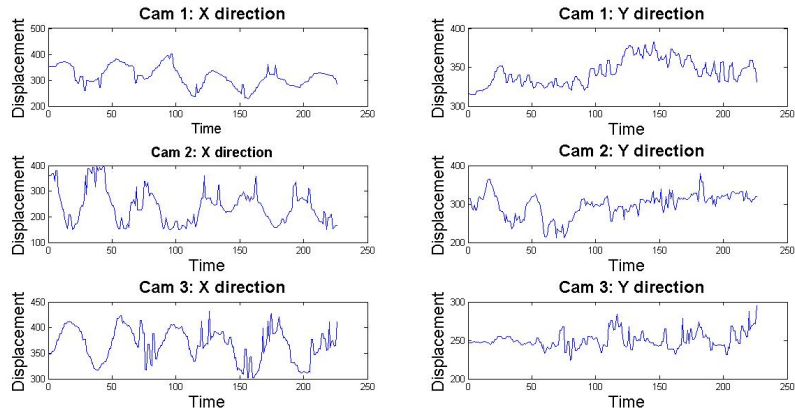 Cam 1: X direction
Displacement
500
400
300
200
0 50 100 150 200 250
Time
Cam 1: Y direction
Displacement
400
350
300
0 50 100 150 200 250
Time
Cam 2: X direction
Displacement
400
300
200
100
0 50 100 150 200 250
Time
Cam 2: Y direction
Displacement
400
300
200
0 50 100 150 200 250
Time
Cam 3: X direction
Displacement
450
400
350
300
0 50 100 150 200 250
Time
Cam 3: Y direction
Displacement
300
250
200
0 50 100 150 200 250
Time